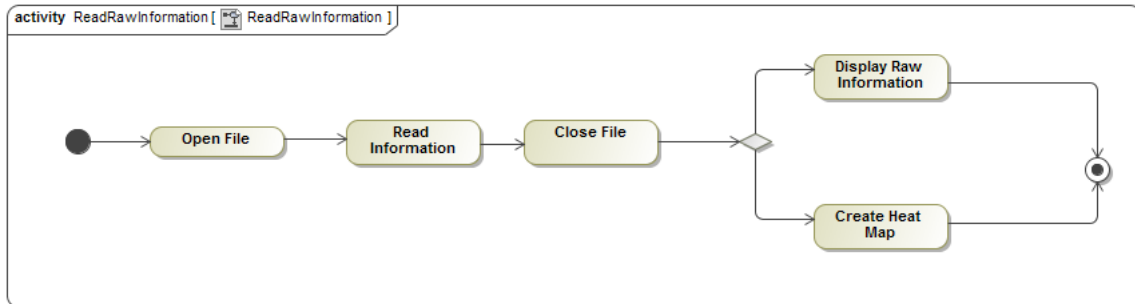 activity ReadRawInformation [ ReadRawInformation ]
Open File
Read
Information
Close File
Display Raw
Information
Create Heat
Map